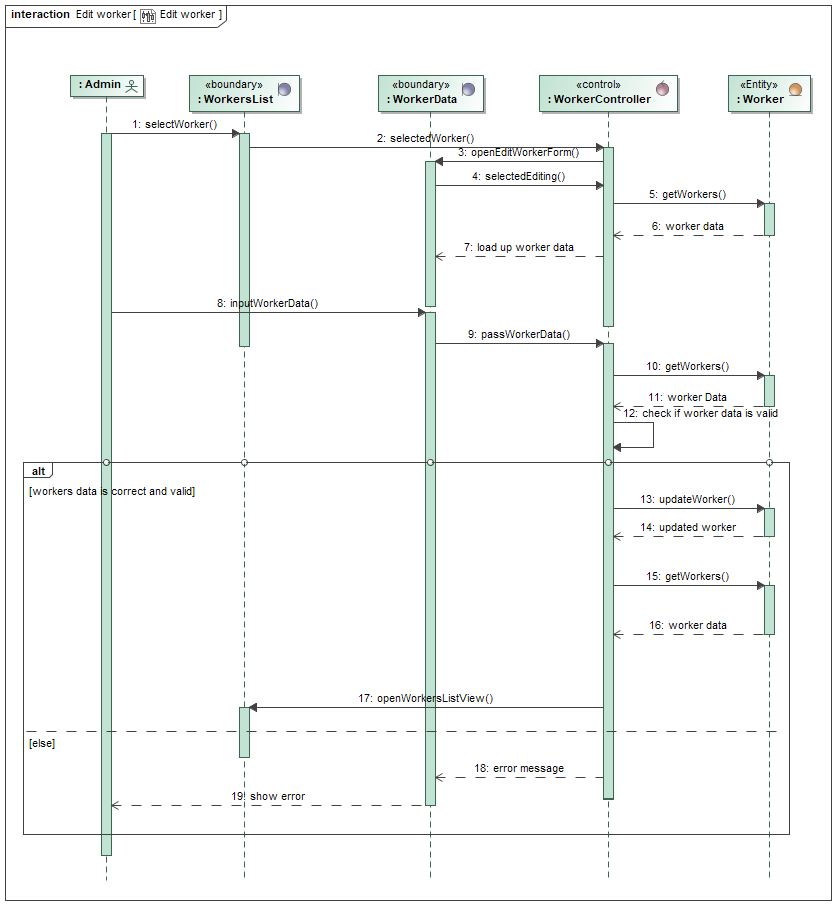 interaction Edit worker [ Edit worker ]
: Admin
«boundary»
: WorkersList
«boundary»
: WorkerData
«control»
: WorkerController
«Entity»
: Worker
1: selectWorker()
2: selectedWorker()
3: openEditWorkerForm()
4: selectedEditing()
5: getWorkers()
6: worker data
7: load up worker data
8: inputWorkerData()
9: passWorkerData()
10: getWorkers()
11: worker Data
12: check if worker data is valid
alt
[workers data is correct and valid]
13: updateWorker()
14: updated worker
15: getWorkers()
16: worker data
17: openWorkersListView()
[else]
18: error message
19: show error